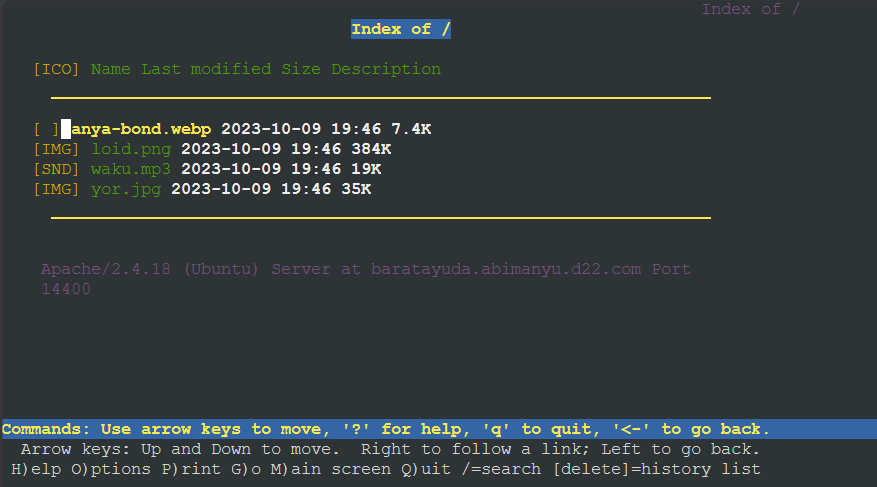 Index of /
Index of /
[ICO] Name Last modified Size Description
[ ] anya-bond.webp 2023-10-09 19:46 7.4K
[IMG] loid.png 2023-10-09 19:46 384K
[SND] waku.mp3 2023-10-09 19:46 19K
[IMG] yor.jpg 2023-10-09 19:46 35K
Apache/2.4.18 (Ubuntu) Server at baratayuda.abimanyu.d22.com Port
14400
Commands: Use arrow keys to move, '?' for help, 'q' to quit, '<-' to go back.
Arrow keys: Up and Down to move. Right to follow a link; Left to go back.
H)elp O)ptions P)rint G)o M)ain screen Q)uit /=search [delete]=history list